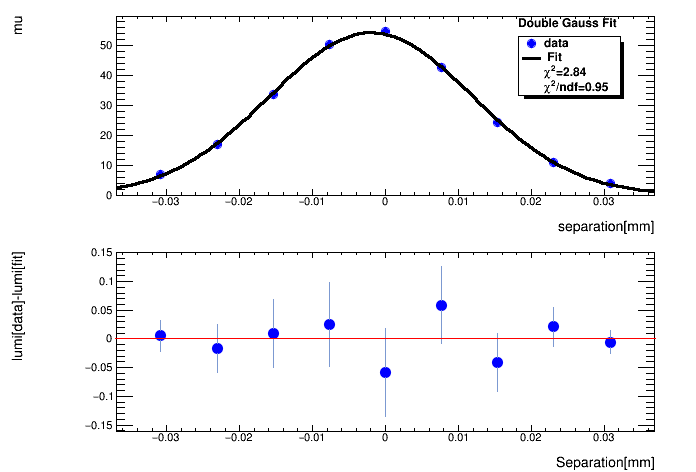 mu
Double Gauss Fit
data
Fit
χ²=2.84
χ²/ndf=0.95
50
40
30
20
10
0
−0.03 −0.02 −0.01 0 0.01 0.02 0.03
separation[mm]
lumi[data]-lumi[fit]
0.15
0.1
0.05
0
−0.05
−0.1
−0.15
−0.03 −0.02 −0.01 0 0.01 0.02 0.03
Separation[mm]